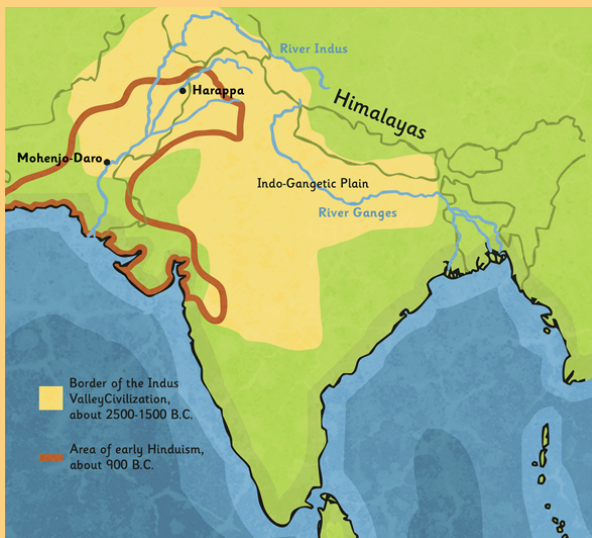 River Indus
Harappa
Himalayas
Mohenjo-Daro
Indo-Gangetic Plain
River Ganges
Border of the Indus
ValleyCivilization,
about 2500-1500 B.C.
Area of early Hinduism,
about 900 B.C.